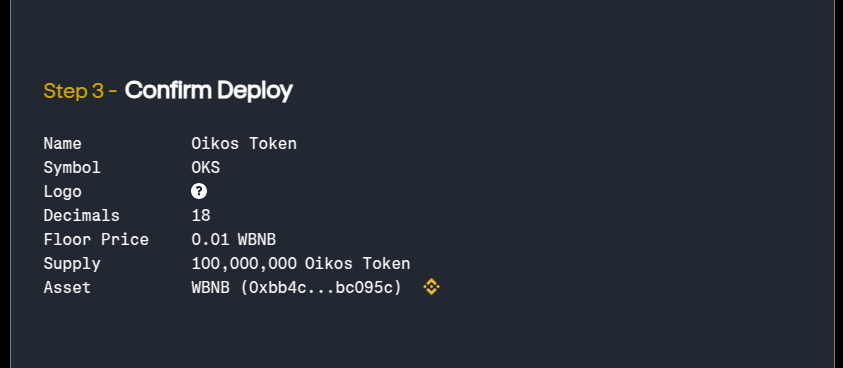 Step 3 - Confirm Deploy
Name Oikos Token
Symbol OKS
Logo ?
Decimals 18
Floor Price 0.01 WBNB
Supply 100,000,000 Oikos Token
Asset WBNB (0xbb4c...bc095c)